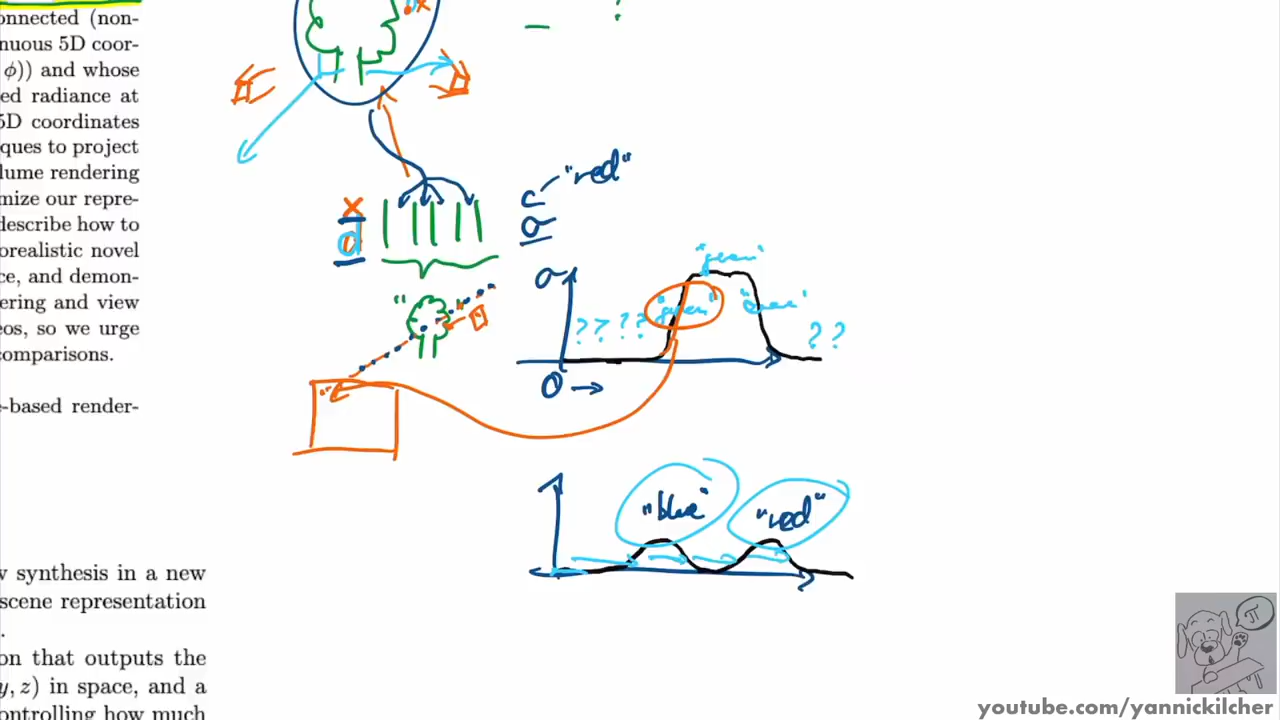 onnected (non-
nuous 5D coor-
ϕ)) and whose
ed radiance at
5D coordinates
ques to project
lume rendering
mize our repre-
describe how to
orealistic novel
ce, and demon-
ering and view
eos, so we urge
comparisons.
e-based render-
v synthesis in a new
scene representation
.
on that outputs the
y, z) in space, and a
ontrolling how much
x
?
"red"
c
x
d
σ
"green"
σ
"green"
"green"
? ? ? ?
? ?
0
"blue"
"red"
π
youtube.com/yannickilcher